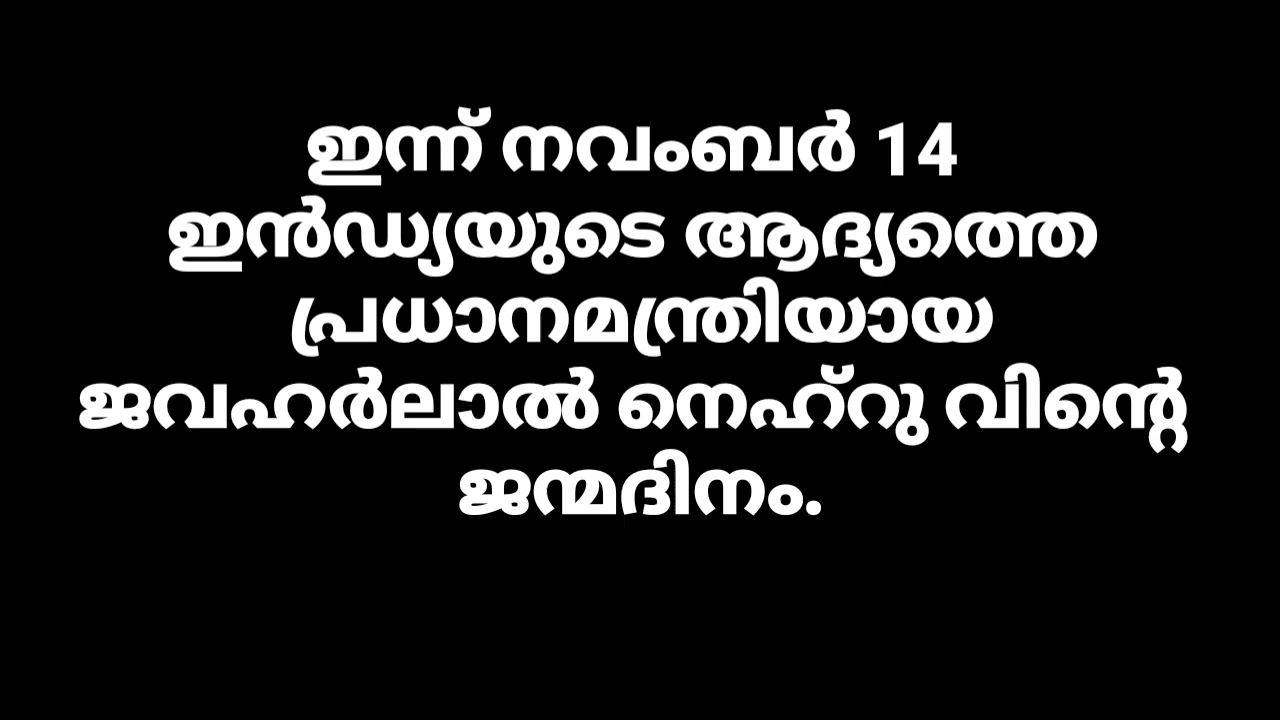 ഇന്ന് നവംബർ 14
ഇൻഡ്യയുടെ ആദ്യത്തെ
പ്രധാനമന്ത്രിയായ
ജവഹർലാൽ നെഹ്റു വിന്റെ
ജന്മദിനം.